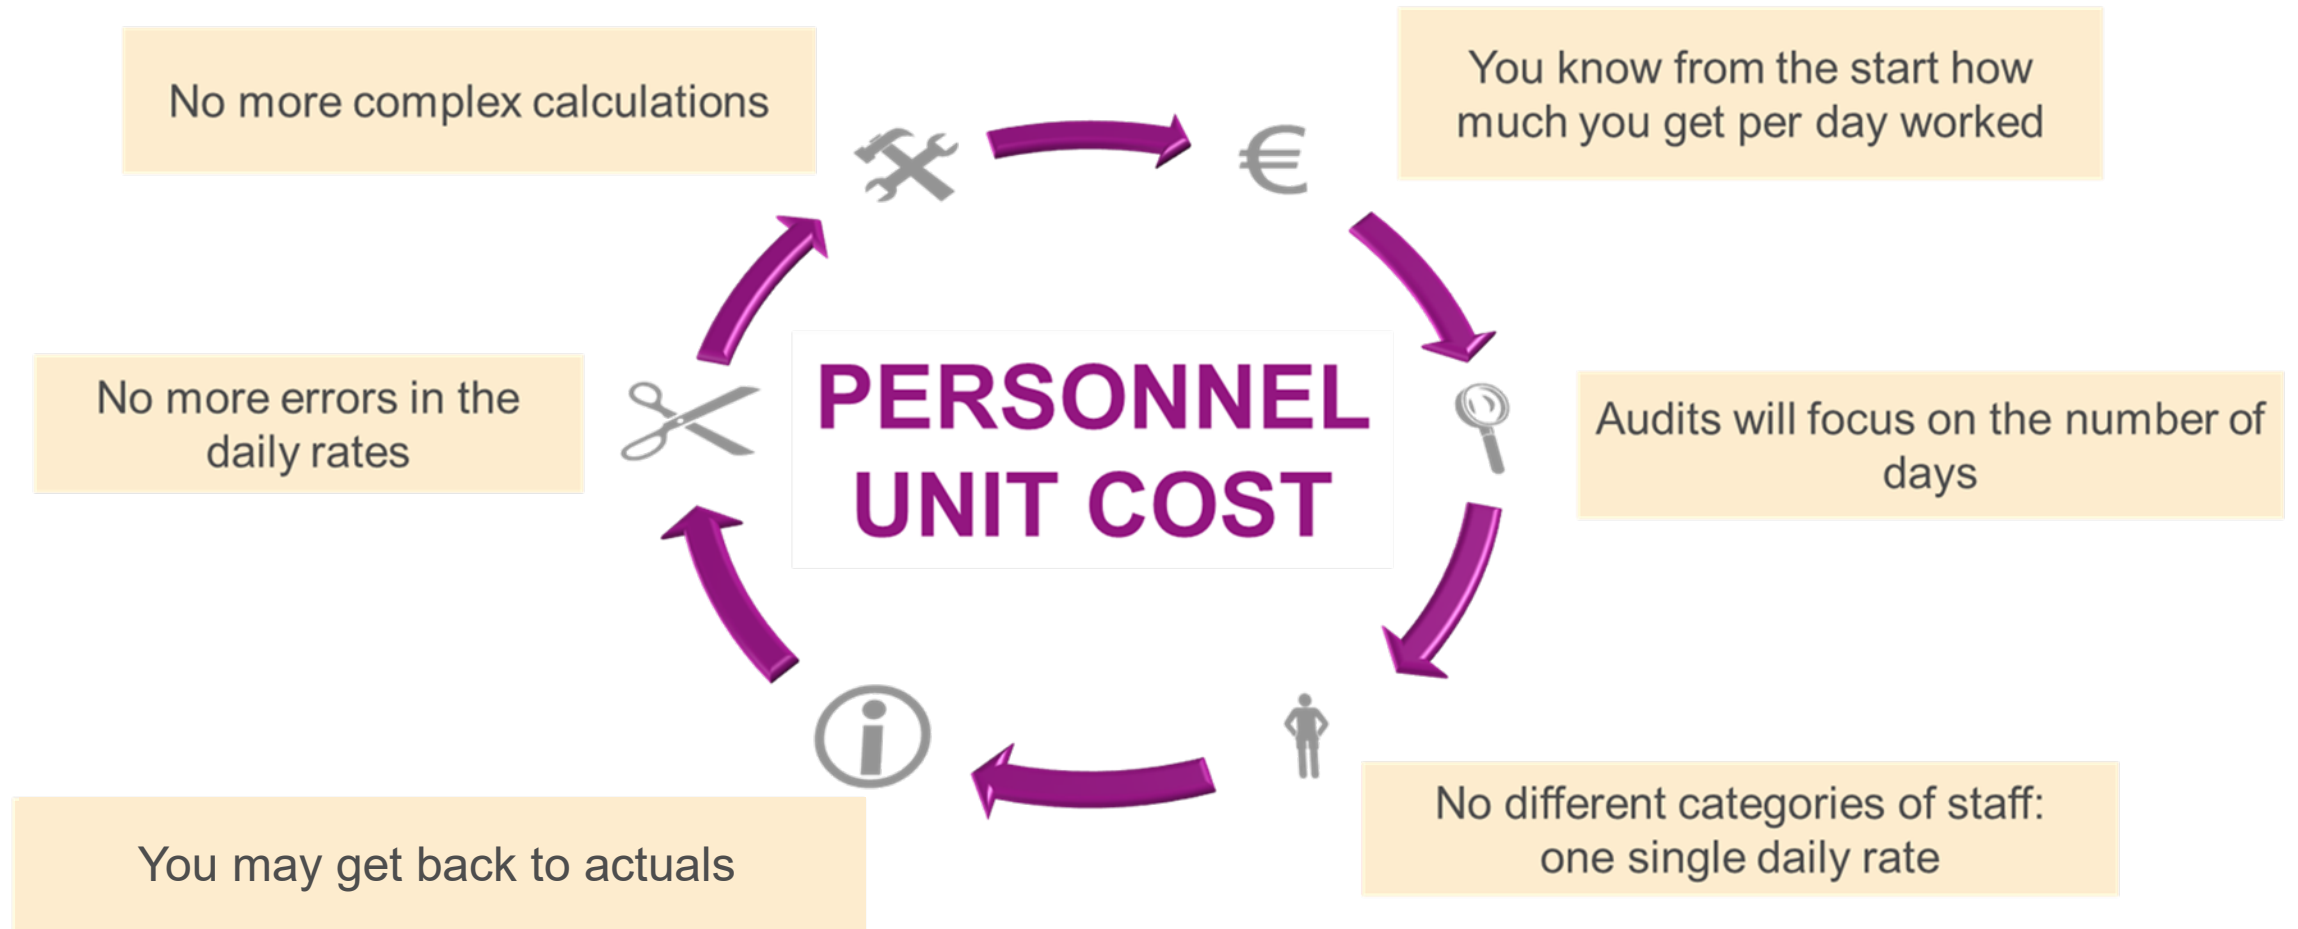 No more complex calculations
You know from the start how
much you get per day worked
No more errors in the
daily rates
PERSONNEL
UNIT COST
Audits will focus on the number of
days
You may get back to actuals
No different categories of staff:
one single daily rate